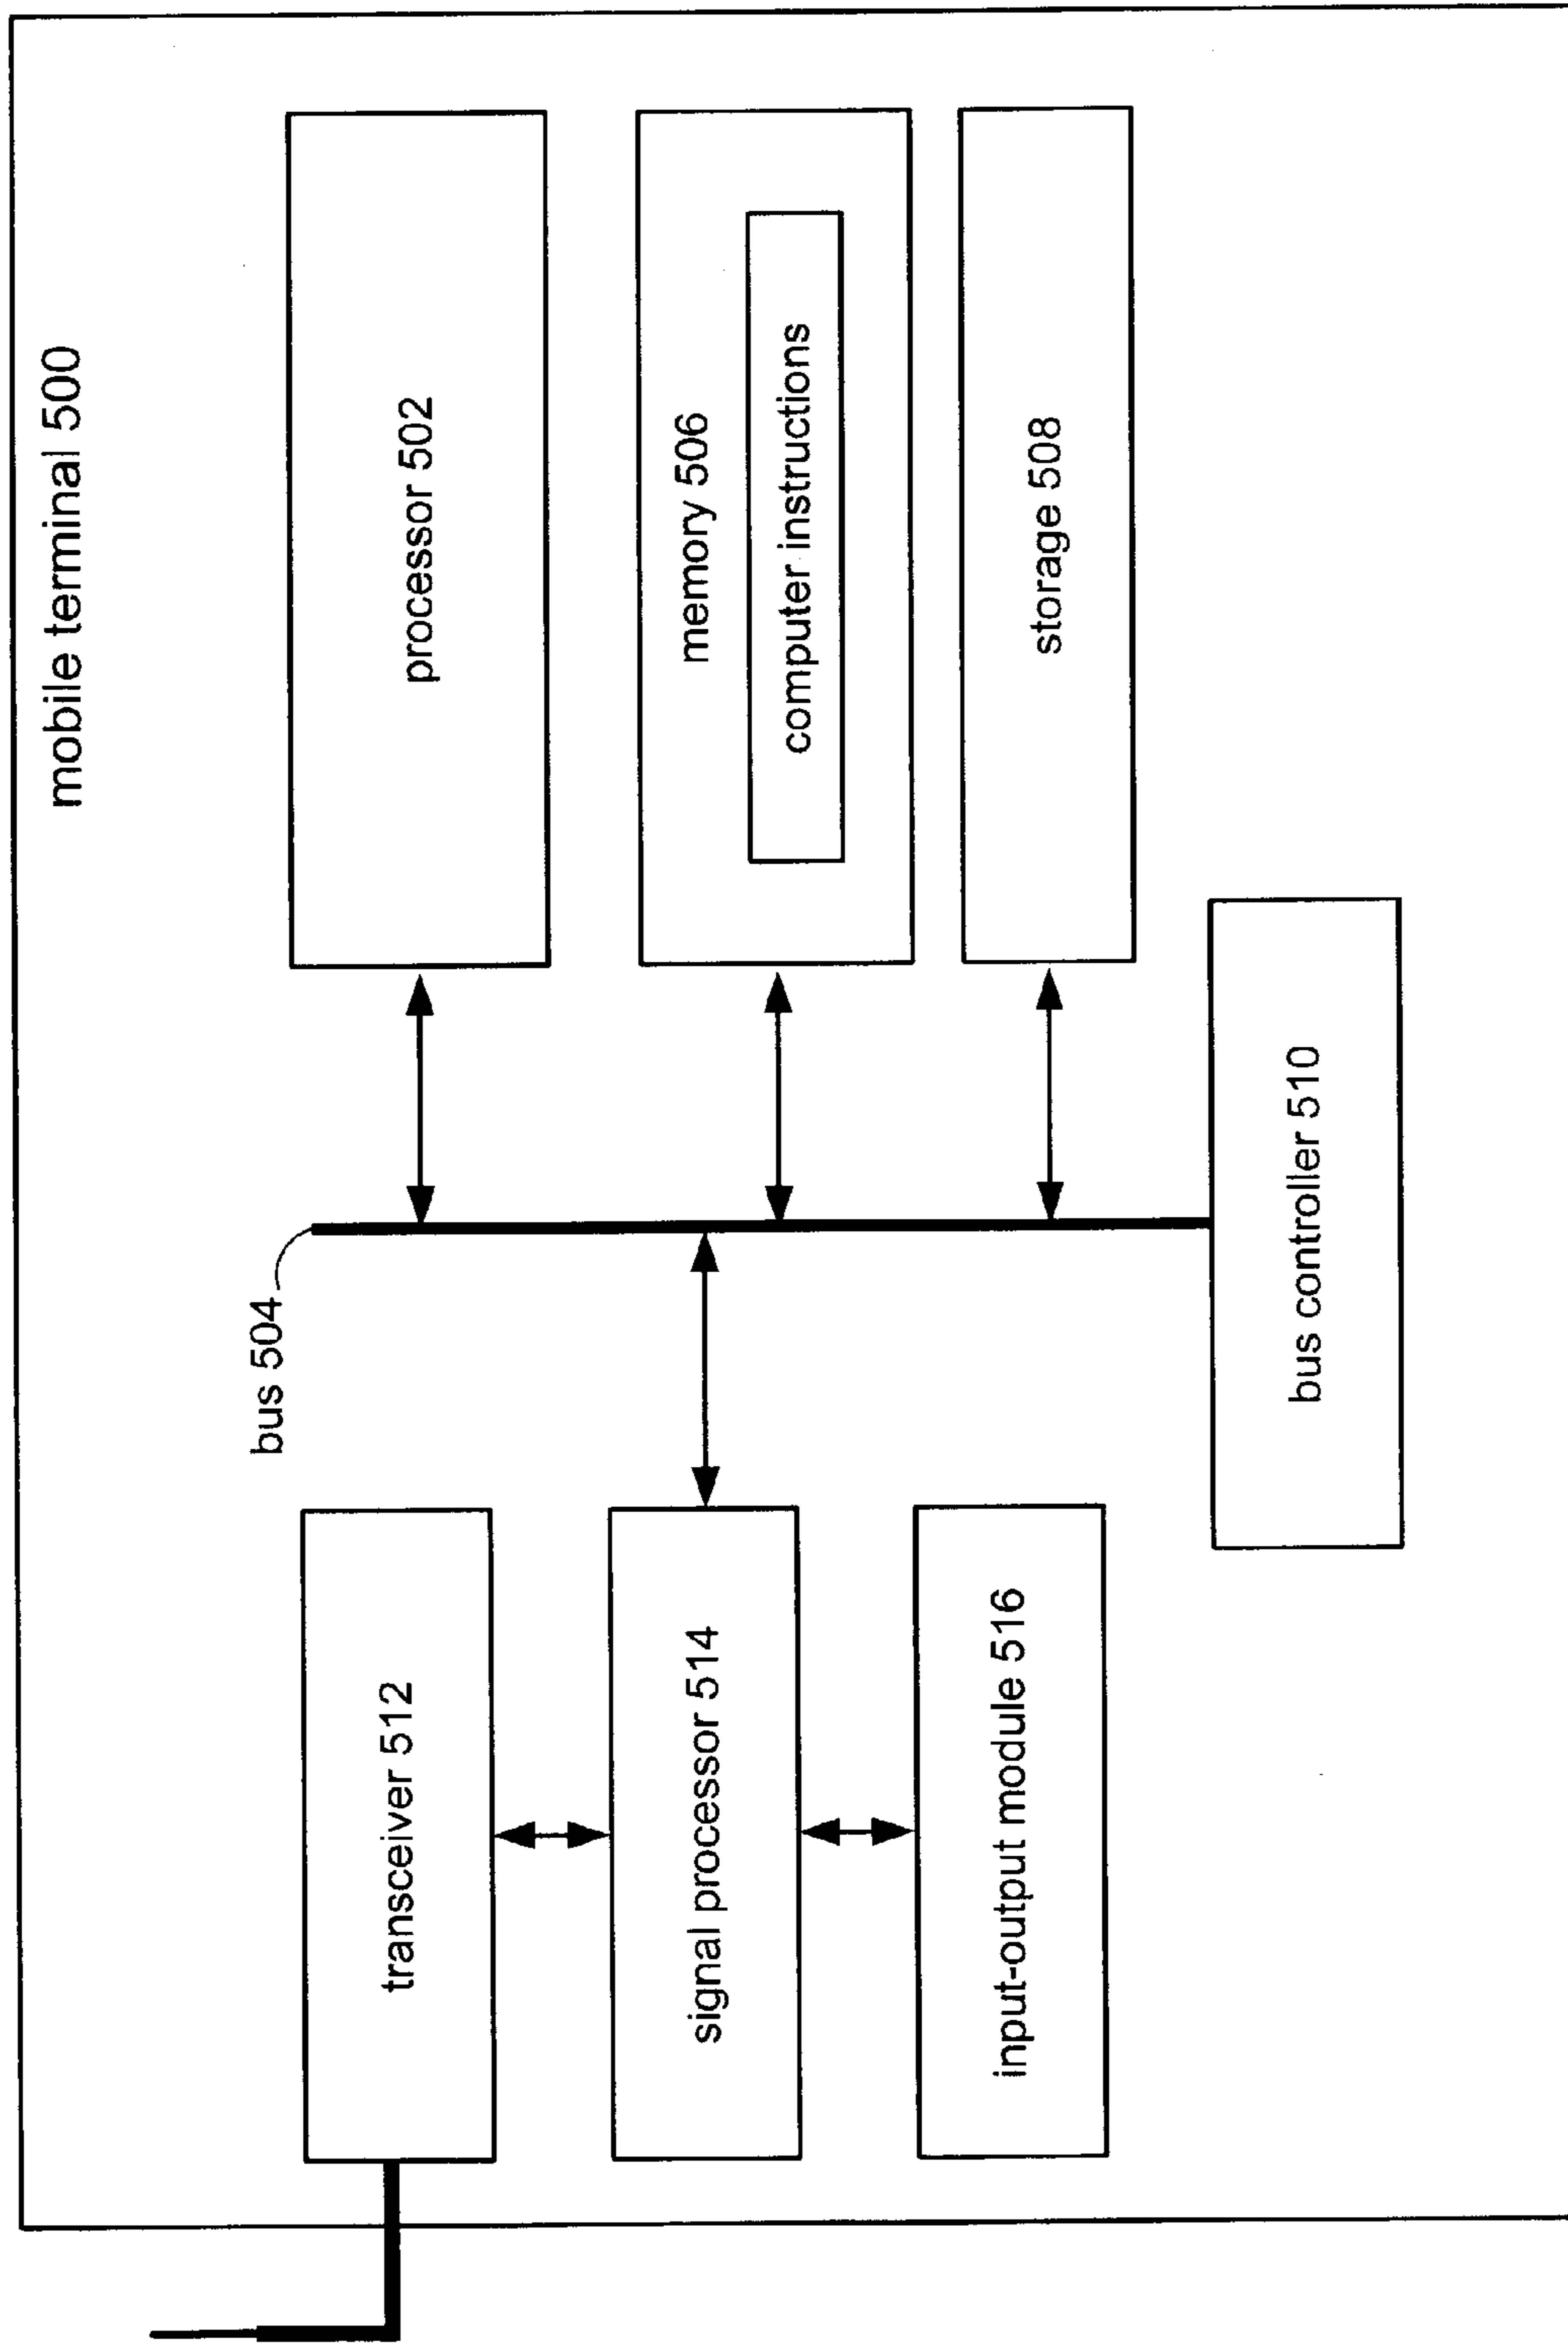 mobile terminal 500
bus 504
transceiver 512
processor 502
signal processor 514
memory 506
computer instructions
input-output module 516
storage 508
bus controller 510